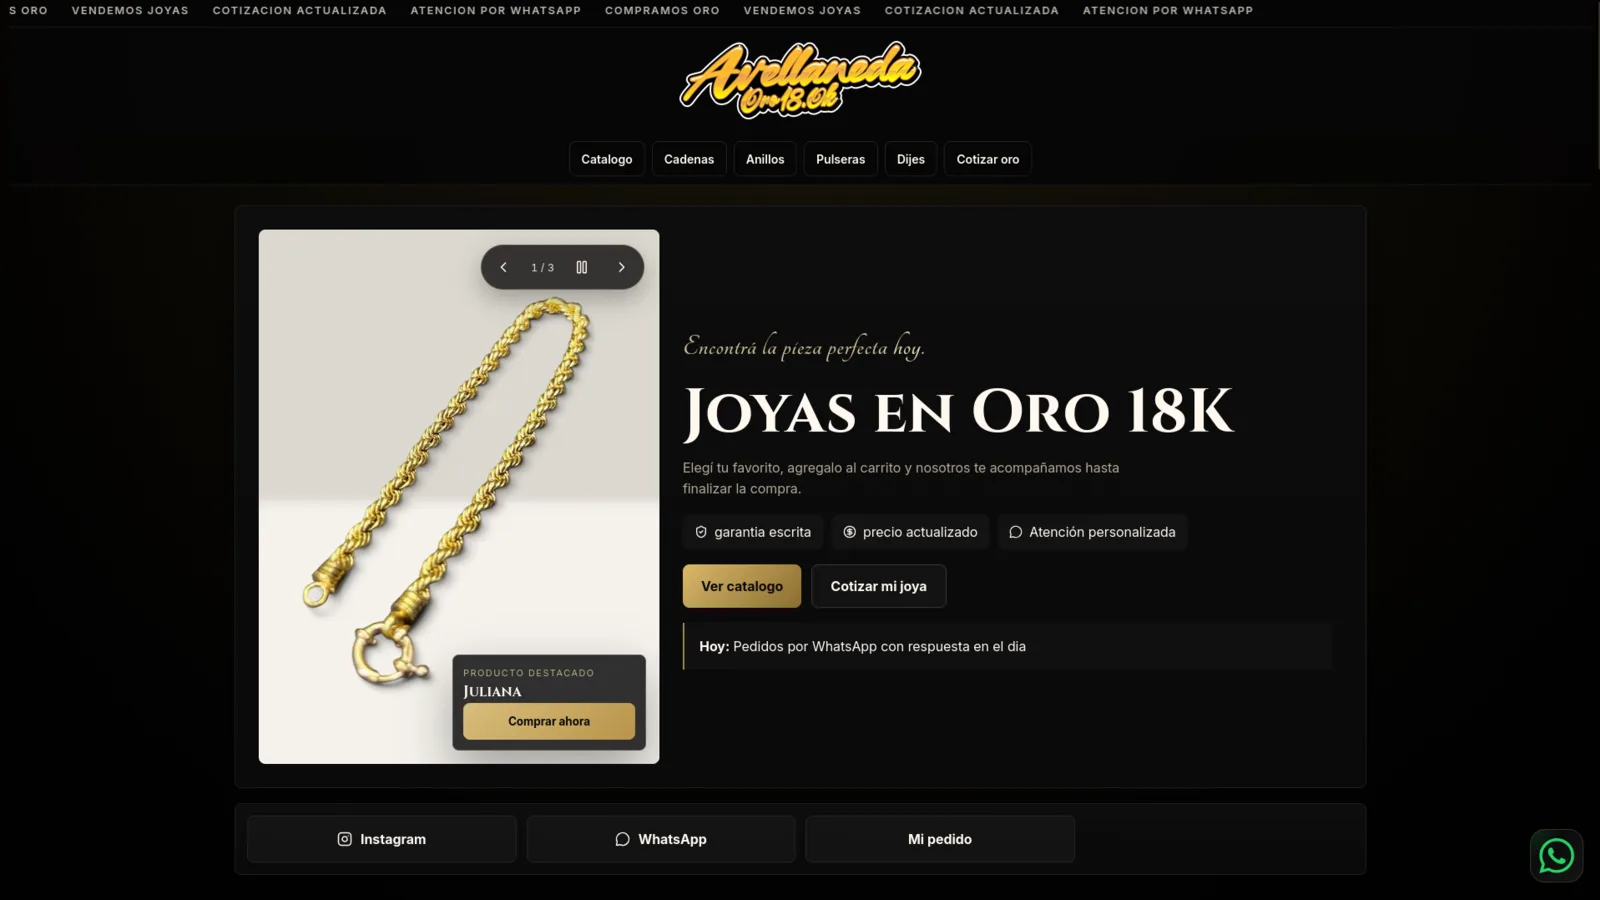 S ORO VENDEMOS JOYAS COTIZACION ACTUALIZADA ATENCION POR WHATSAPP COMPRAMOS ORO VENDEMOS JOYAS COTIZACION ACTUALIZADA ATENCION POR WHATSAPP
Avellaneda
Oro18.Ok
Catalogo Cadenas Anillos Pulseras Dijes Cotizar oro
1 / 3
Encontrá la pieza perfecta hoy.
Joyas en Oro 18K
Elegí tu favorito, agregalo al carrito y nosotros te acompañamos hasta
finalizar la compra.
garantia escrita precio actualizado Atención personalizada
Ver catalogo Cotizar mi joya
Hoy: Pedidos por WhatsApp con respuesta en el dia
PRODUCTO DESTACADO
Juliana
Comprar ahora
Instagram WhatsApp Mi pedido